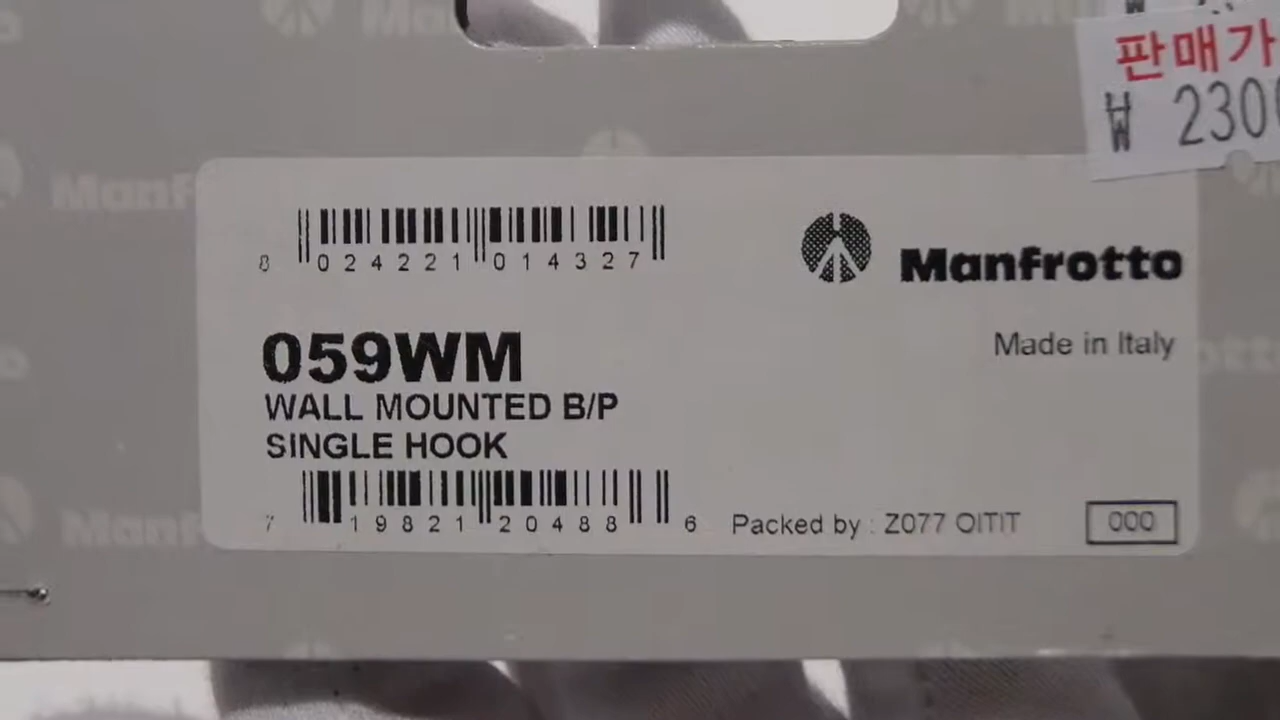 판매가
₩ 230
8 024221 014327
Manfrotto
059WM
Made in Italy
WALL MOUNTED B/P
SINGLE HOOK
7 19821 20488 6
Packed by : Z077 OITIT
000